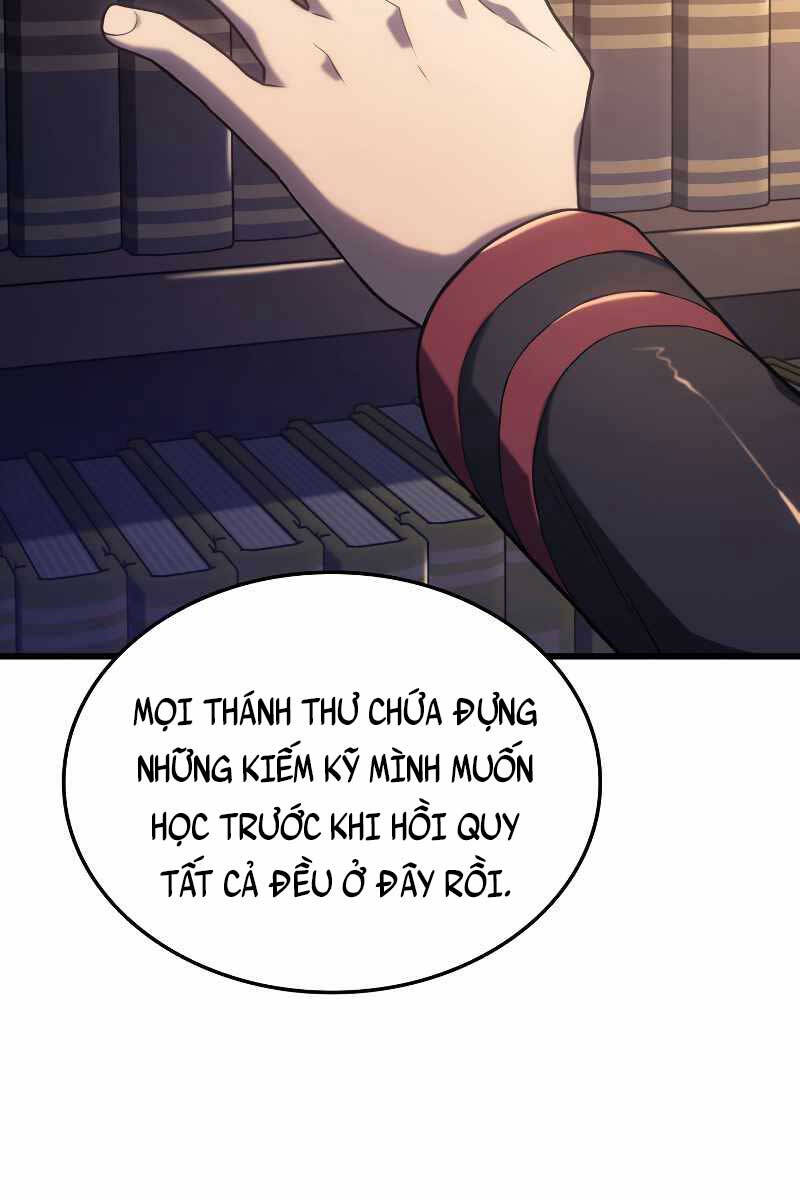 MỌI THÁNH THƯ CHỨA ĐỰNG
NHỮNG KIẾM KỸ MÌNH MUỐN
HỌC TRƯỚC KHI HỒI QUY
TẤT CẢ ĐỀU Ở ĐÂY RỒI.